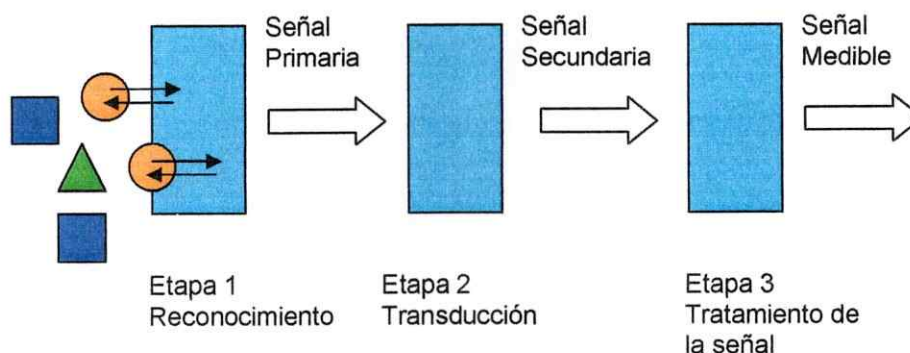 Señal
Primaria
Señal
Secundaria
Señal
Medible
Etapa 1
Reconocimiento
Etapa 2
Transducción
Etapa 3
Tratamiento de
la señal